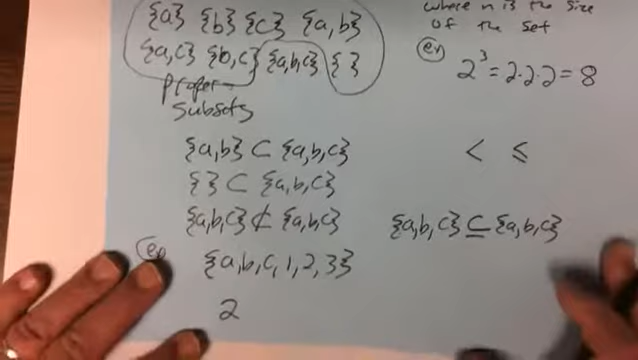 {a} {b} {c} {a,b}
{a,c} {b,c} {a,b,c} { }
proper
subsets
where n is the size
of the set
ex
2³ = 2·2·2 = 8
{a,b} ⊂ {a,b,c}
{ } ⊂ {a,b,c}
{a,b,c} ⊄ {a,b,c}
< ≤
{a,b,c} ⊆ {a,b,c}
ex
{a,b,c,1,2,3}
2